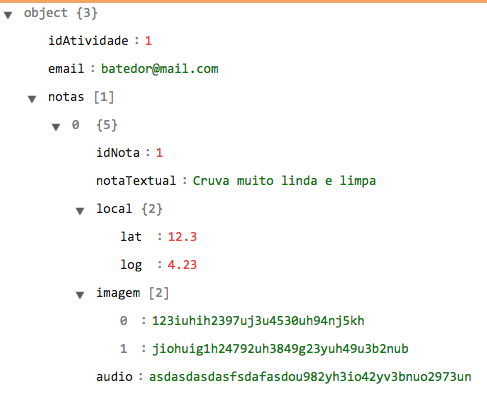 object {3}
idAtividade : 1
email : batedor@mail.com
notas [1]
0 {5}
idNota : 1
notaTextual : Cruva muito linda e limpa
local {2}
lat : 12.3
log : 4.23
imagem [2]
0 : 123iuhih2397uj3u4530uh94nj5kh
1 : jiohuig1h24792uh3849g23yuh49u3b2nub
audio : asdasdasdasfsdafasdou982yh3io42yv3bnuo2973un